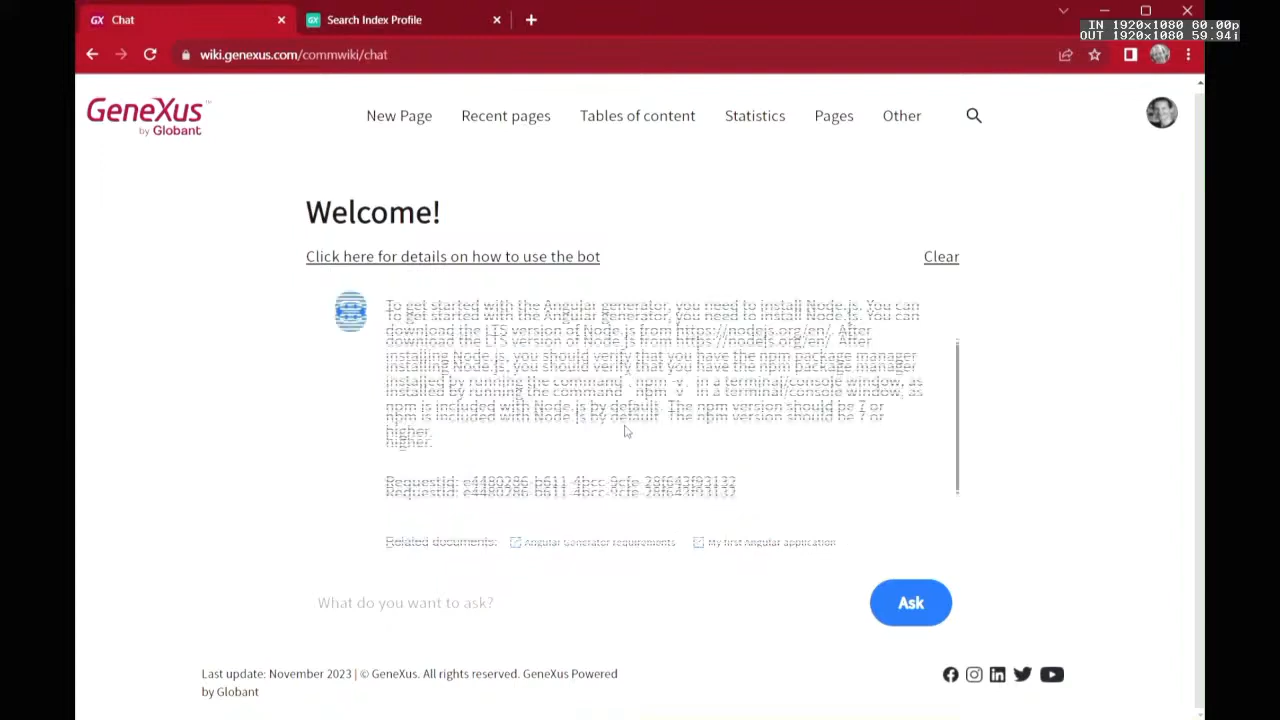 Chat
Search Index Profile
IN 1920x1080 60.00p
OUT 1920x1080 59.94i
wiki.genexus.com/commwiki/chat
GeneXus™
by Globant
New Page
Recent pages
Tables of content
Statistics
Pages
Other
Welcome!
Click here for details on how to use the bot
Clear
To get started with the Angular generator, you need to install Node.js. You can
download the LTS version of Node.js from https://nodejs.org/en/. After
installing Node.js, you should verify that you have the npm package manager
installed by running the command `npm -v` in a terminal/console window, as
npm is included with Node.js by default. The npm version should be 7 or
higher.
RequestId:
Related documents: Angular Generator requirements My first Angular application
What do you want to ask?
Ask
Last update: November 2023 | © GeneXus. All rights reserved. GeneXus Powered
by Globant